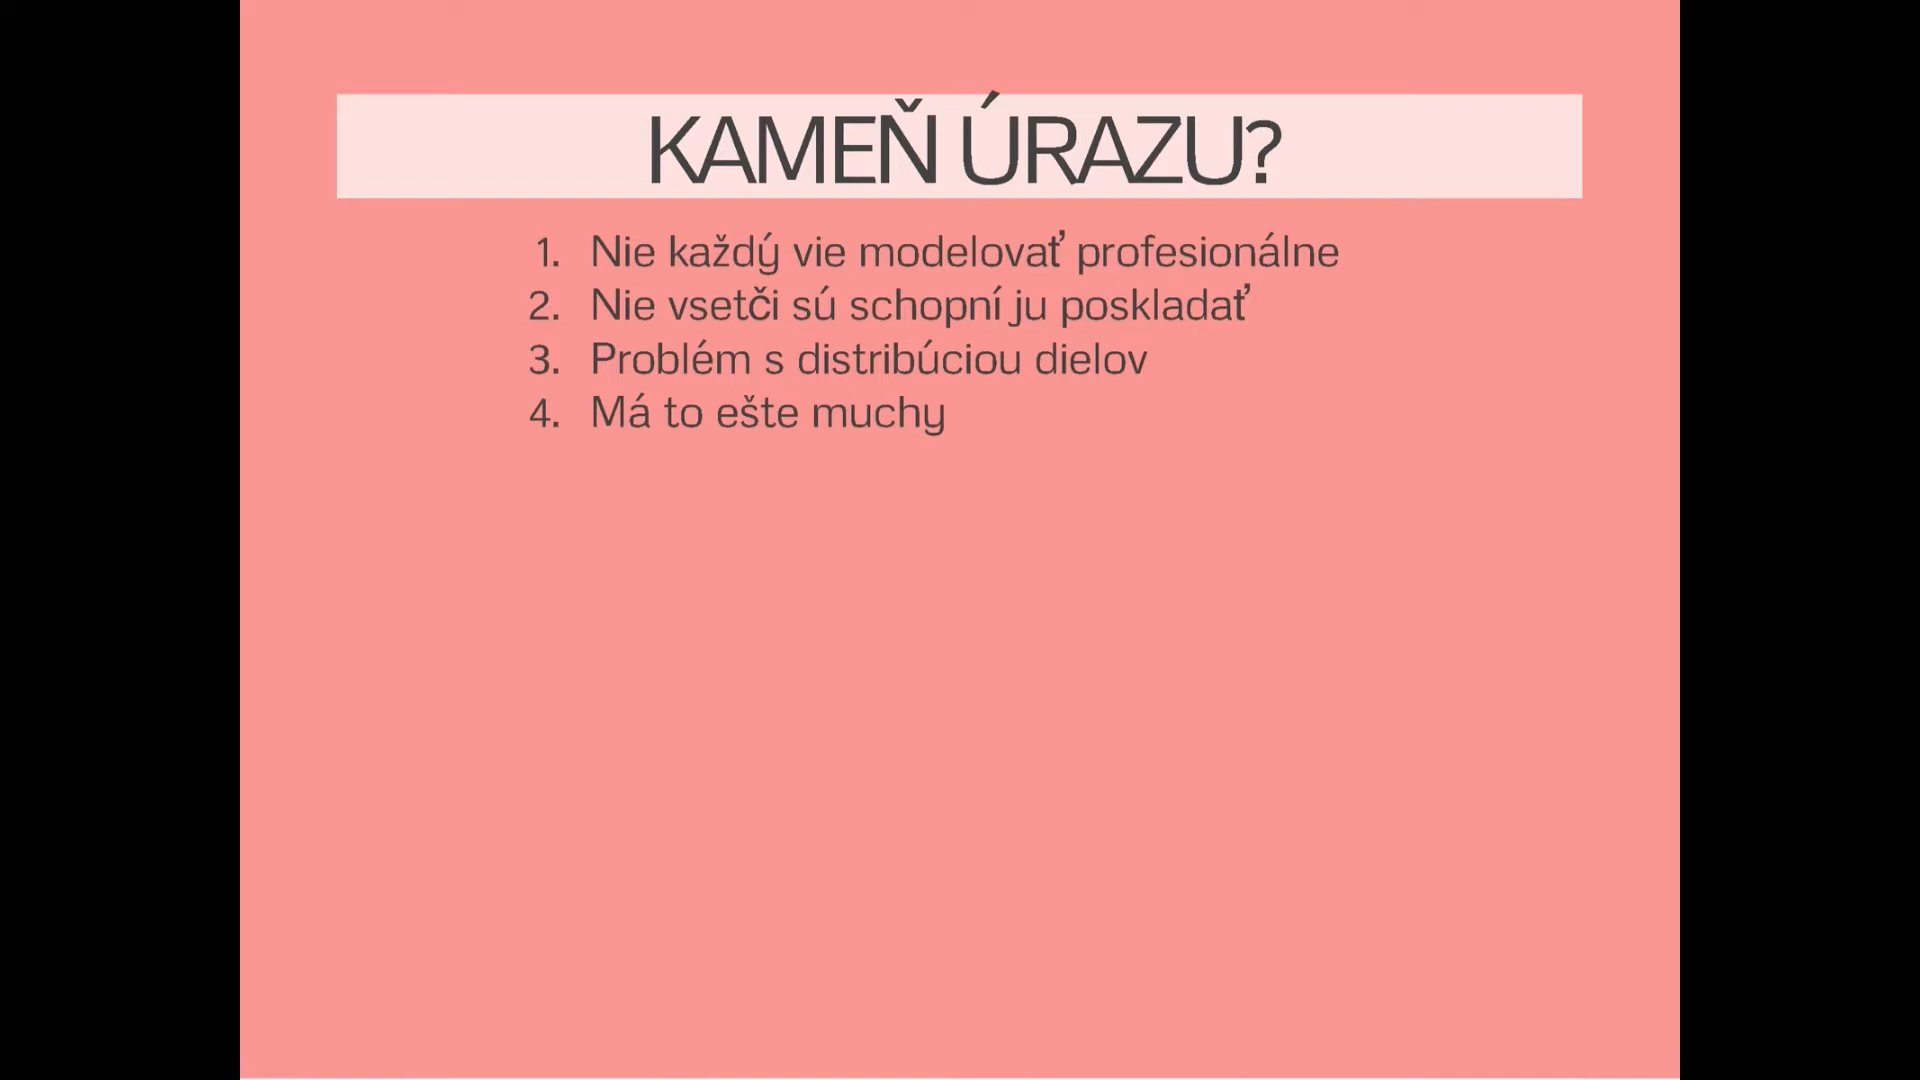 KAMEŇ ÚRAZU?
1. Nie každý vie modelovať profesionálne
2. Nie vsetči sú schopní ju poskladať
3. Problém s distribúciou dielov
4. Má to ešte muchy